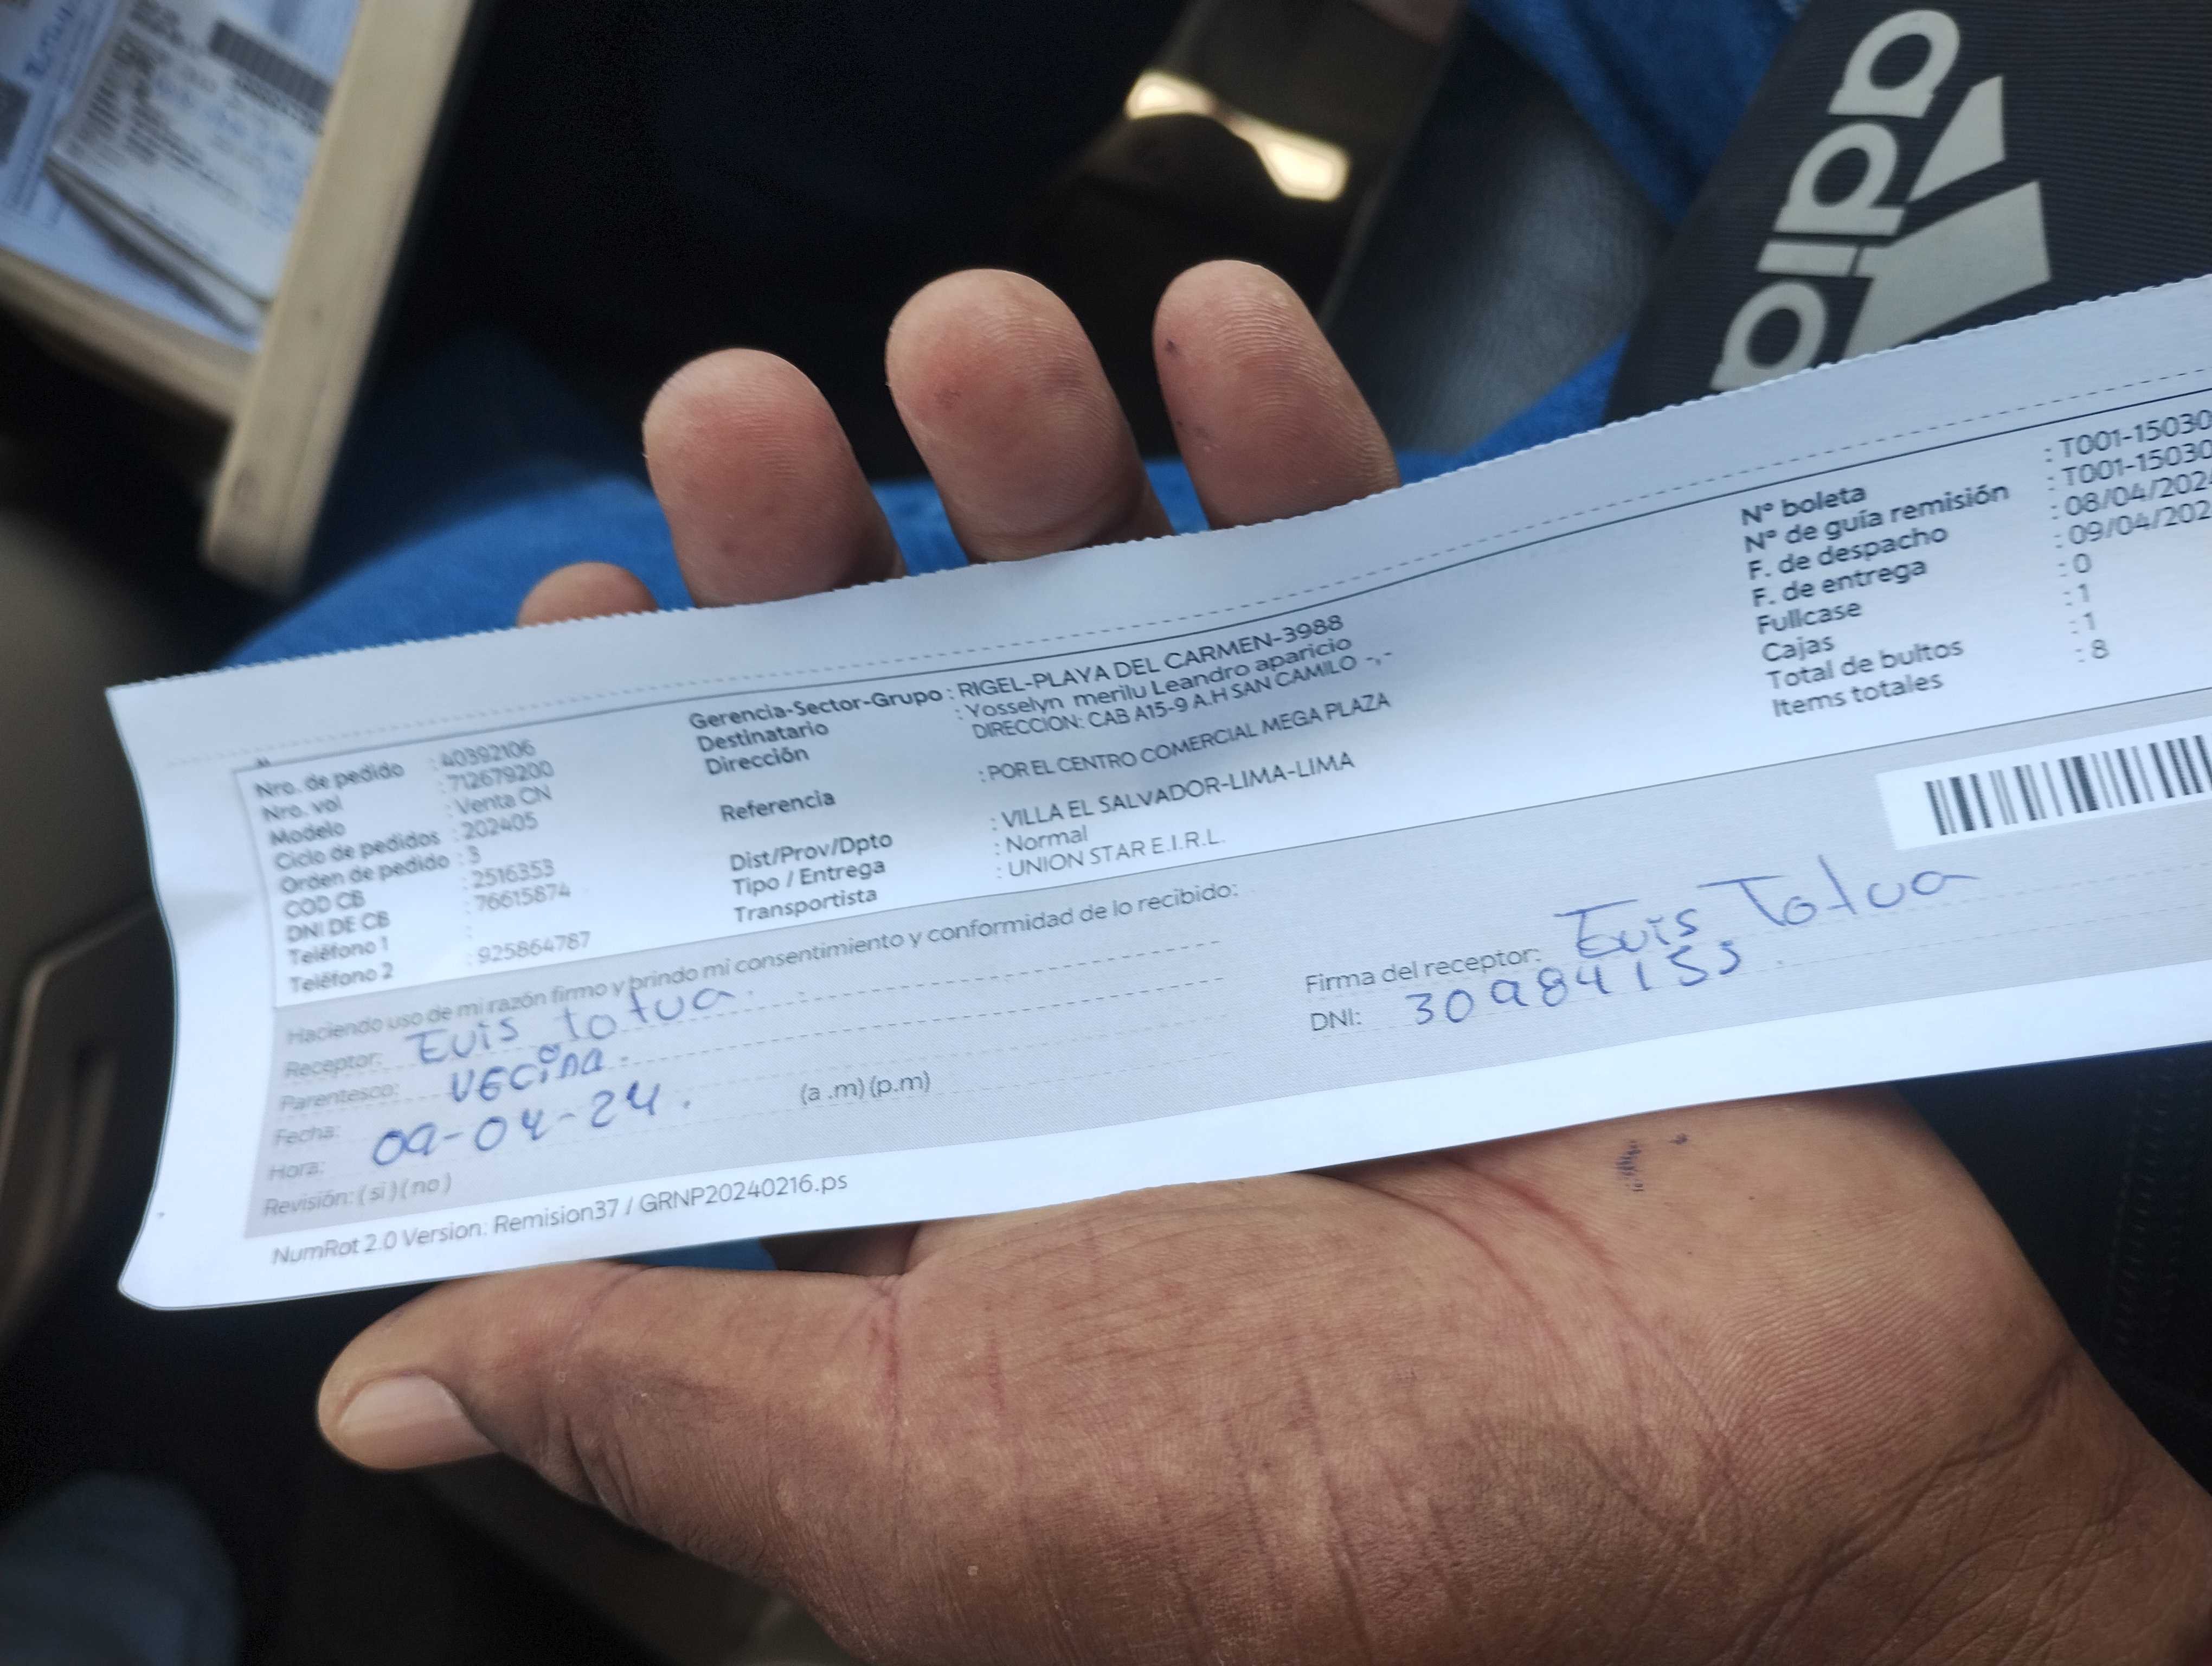 adida
Nro. de pedido : 40392106
Nro. vol : 712679200
Modelo : Venta CN
Ciclo de pedidos : 202405
Orden de pedido : 3
COD CB : 2516353
DNI DE CB : 76615874
Teléfono 1 :
Teléfono 2 : 925864787
Gerencia-Sector-Grupo : RIGEL-PLAYA DEL CARMEN-3988
Destinatario : Yosselyn merilu Leandro aparicio
Dirección DIRECCION: CAB A15-9 A.H SAN CAMILO -,-
Referencia : POR EL CENTRO COMERCIAL MEGA PLAZA
Dist/Prov/Dpto : VILLA EL SALVADOR-LIMA-LIMA
Tipo / Entrega : Normal
Transportista : UNION STAR E.I.R.L.
Nº boleta : T001-15030
Nº de guía remisión : T001-15030
F. de despacho : 08/04/202
F. de entrega : 09/04/202
Fullcase : 0
Cajas : 1
Total de bultos : 1
Items totales : 8
Haciendo uso de mi razón firmo y brindo mi consentimiento y conformidad de lo recibido:
Receptor: Euis Totua
Parentesco: Vecina
Fecha: 09-04-24
Hora: (a .m) (p.m)
Revisión: ( si ) ( no )
Firma del receptor: Euis Totua
DNI: 30984153
NumRot 2.0 Version: Remision37 / GRNP20240216.ps